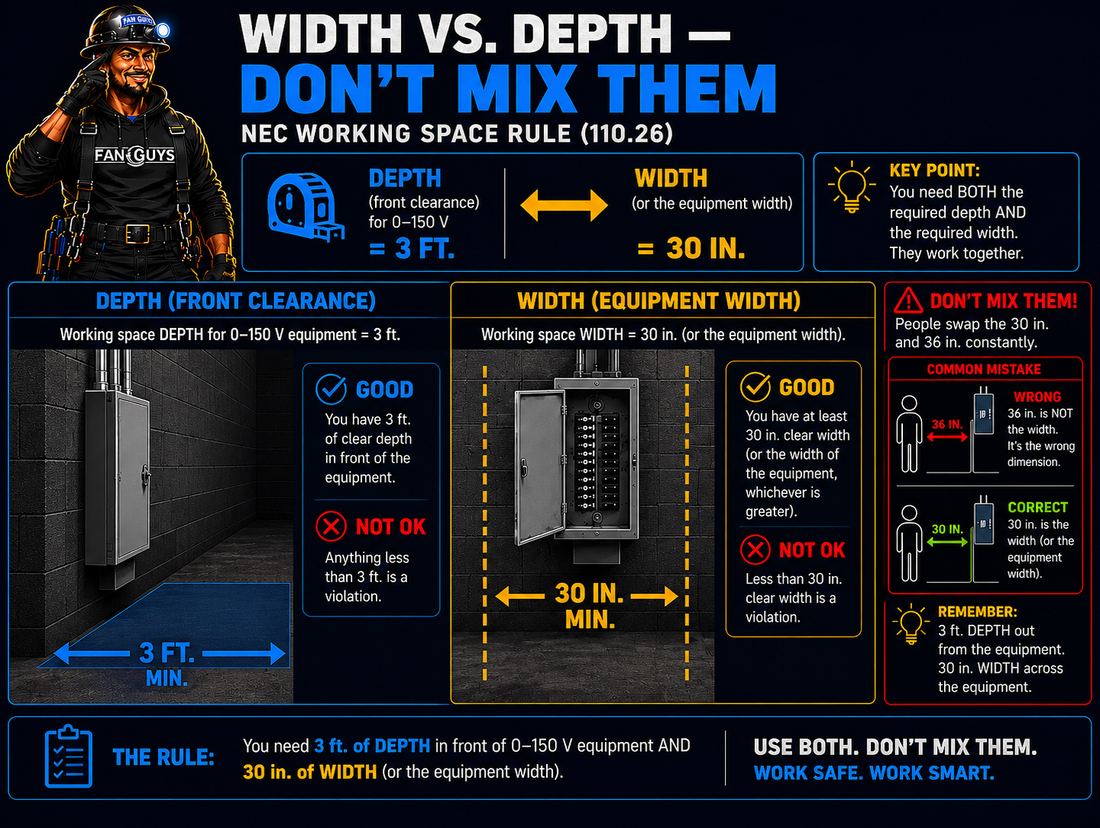 FAN GUYS
FAN GUYS
WIDTH VS. DEPTH —
DON'T MIX THEM
NEC WORKING SPACE RULE (110.26)
DEPTH
(front clearance)
for 0–150 V
= 3 FT.
WIDTH
(or the equipment width)
= 30 IN.
KEY POINT:
You need BOTH the
required depth AND
the required width.
They work together.
DEPTH (FRONT CLEARANCE)
Working space DEPTH for 0–150 V equipment = 3 ft.
3 FT.
MIN.
GOOD
You have 3 ft.
of clear depth
in front of the
equipment.
NOT OK
Anything less
than 3 ft. is a
violation.
WIDTH (EQUIPMENT WIDTH)
Working space WIDTH = 30 in. (or the equipment width).
30 IN.
MIN.
GOOD
You have at least
30 in. clear width
(or the width of
the equipment,
whichever is
greater).
NOT OK
Less than 30 in.
clear width is a
violation.
DON'T MIX THEM!
People swap the 30 in.
and 36 in. constantly.
COMMON MISTAKE
36 IN.
WRONG
36 in. is NOT
the width.
It's the wrong
dimension.
30 IN.
CORRECT
30 in. is the
width (or the
equipment
width).
REMEMBER:
3 ft. DEPTH out
from the equipment.
30 in. WIDTH across
the equipment.
THE RULE:
You need 3 ft. of DEPTH in front of 0–150 V equipment AND
30 in. of WIDTH (or the equipment width).
USE BOTH. DON'T MIX THEM.
WORK SAFE. WORK SMART.